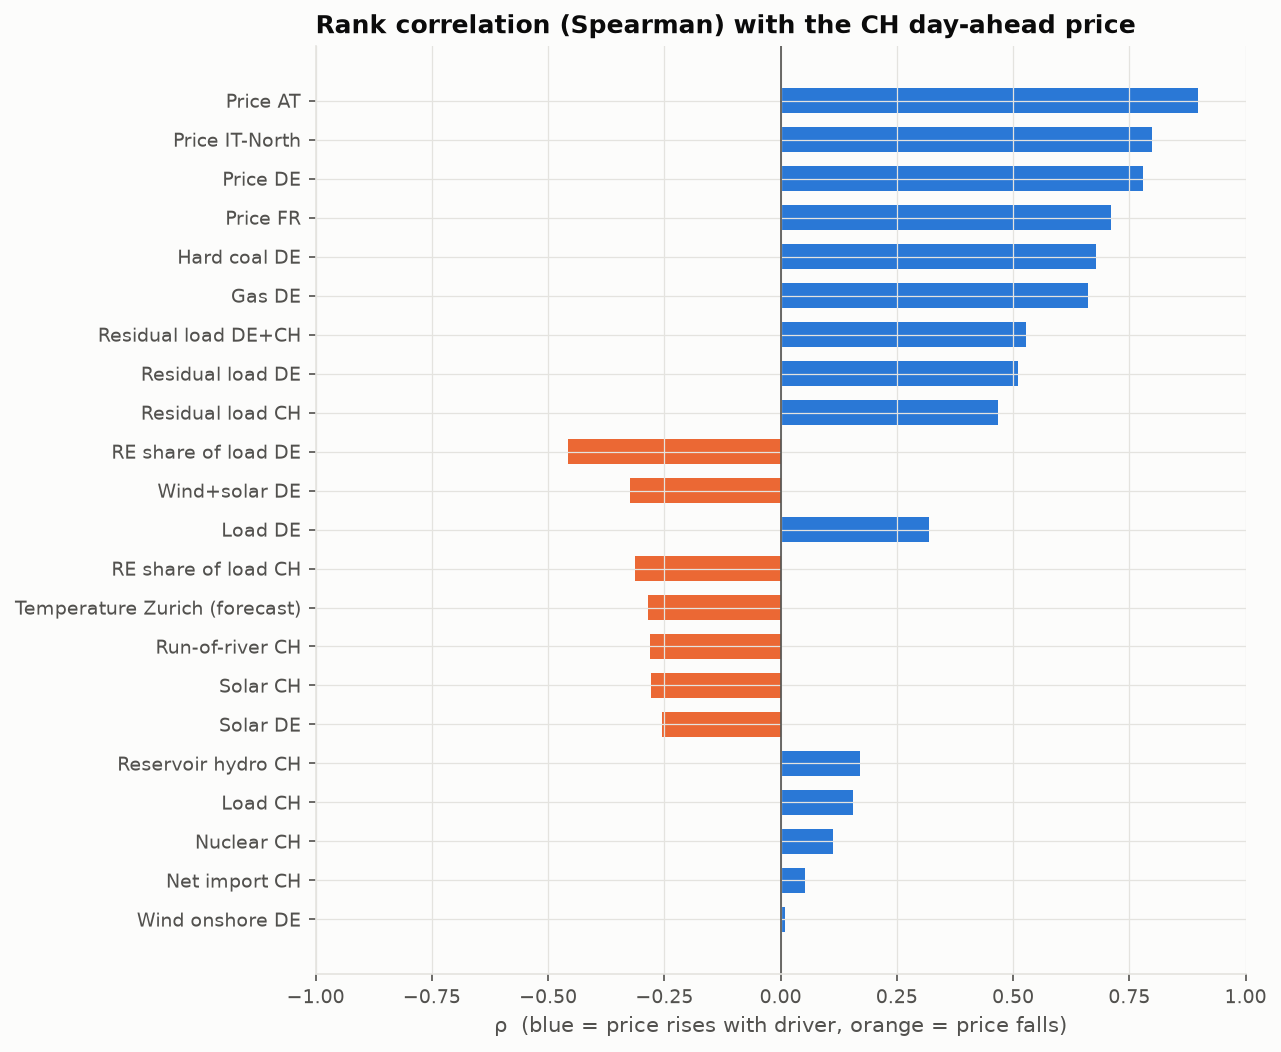 Rank correlation (Spearman) with the CH day-ahead price
Price AT
Price IT-North
Price DE
Price FR
Hard coal DE
Gas DE
Residual load DE+CH
Residual load DE
Residual load CH
RE share of load DE
Wind+solar DE
Load DE
RE share of load CH
Temperature Zurich (forecast)
Run-of-river CH
Solar CH
Solar DE
Reservoir hydro CH
Load CH
Nuclear CH
Net import CH
Wind onshore DE
−1.00 −0.75 −0.50 −0.25 0.00 0.25 0.50 0.75 1.00
ρ (blue = price rises with driver, orange = price falls)